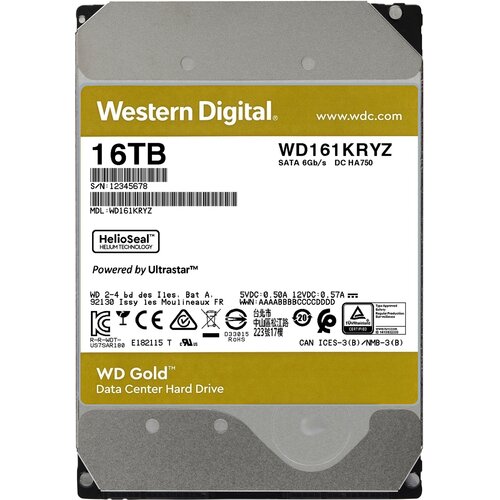 Western Digital®
www.wdc.com
16TB
WD161KRYZ
SATA 6Gb/s DC HA750
S/N:12345678
MDL:WD161KRYZ
HelioSeal™
HELIUM TECHNOLOGY
Powered by Ultrastar™
WD 2-4 bd des Iles. Bat A.
92130 Issy les Moulineaux FR
5VDC:0.50A 12VDC:0.57A
WWN:AAAABBBBCCCCDDDD
R-R-WDT-
US7SAR180
E182115 T
D33015
RoHS
台北市
中山區松江路
223號17樓
20
CERTIFIED
CAN ICES-3(B)/NMB-3(B)
WD Gold™
Data Center Hard Drive